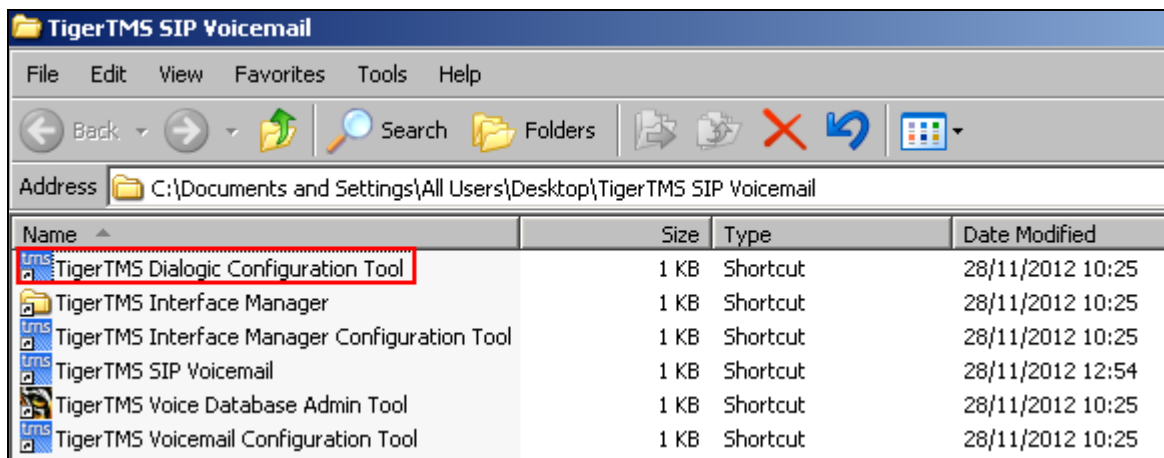 TigerTMS SIP Voicemail
File Edit View Favorites Tools Help
Back Search Folders
Address C:\Documents and Settings\All Users\Desktop\TigerTMS SIP Voicemail
Name Size Type Date Modified
tms TigerTMS Dialogic Configuration Tool 1 KB Shortcut 28/11/2012 10:25
TigerTMS Interface Manager 1 KB Shortcut 28/11/2012 10:25
tms TigerTMS Interface Manager Configuration Tool 1 KB Shortcut 28/11/2012 10:25
tms TigerTMS SIP Voicemail 1 KB Shortcut 28/11/2012 12:54
TigerTMS Voice Database Admin Tool 1 KB Shortcut 28/11/2012 10:25
tms TigerTMS Voicemail Configuration Tool 1 KB Shortcut 28/11/2012 10:25